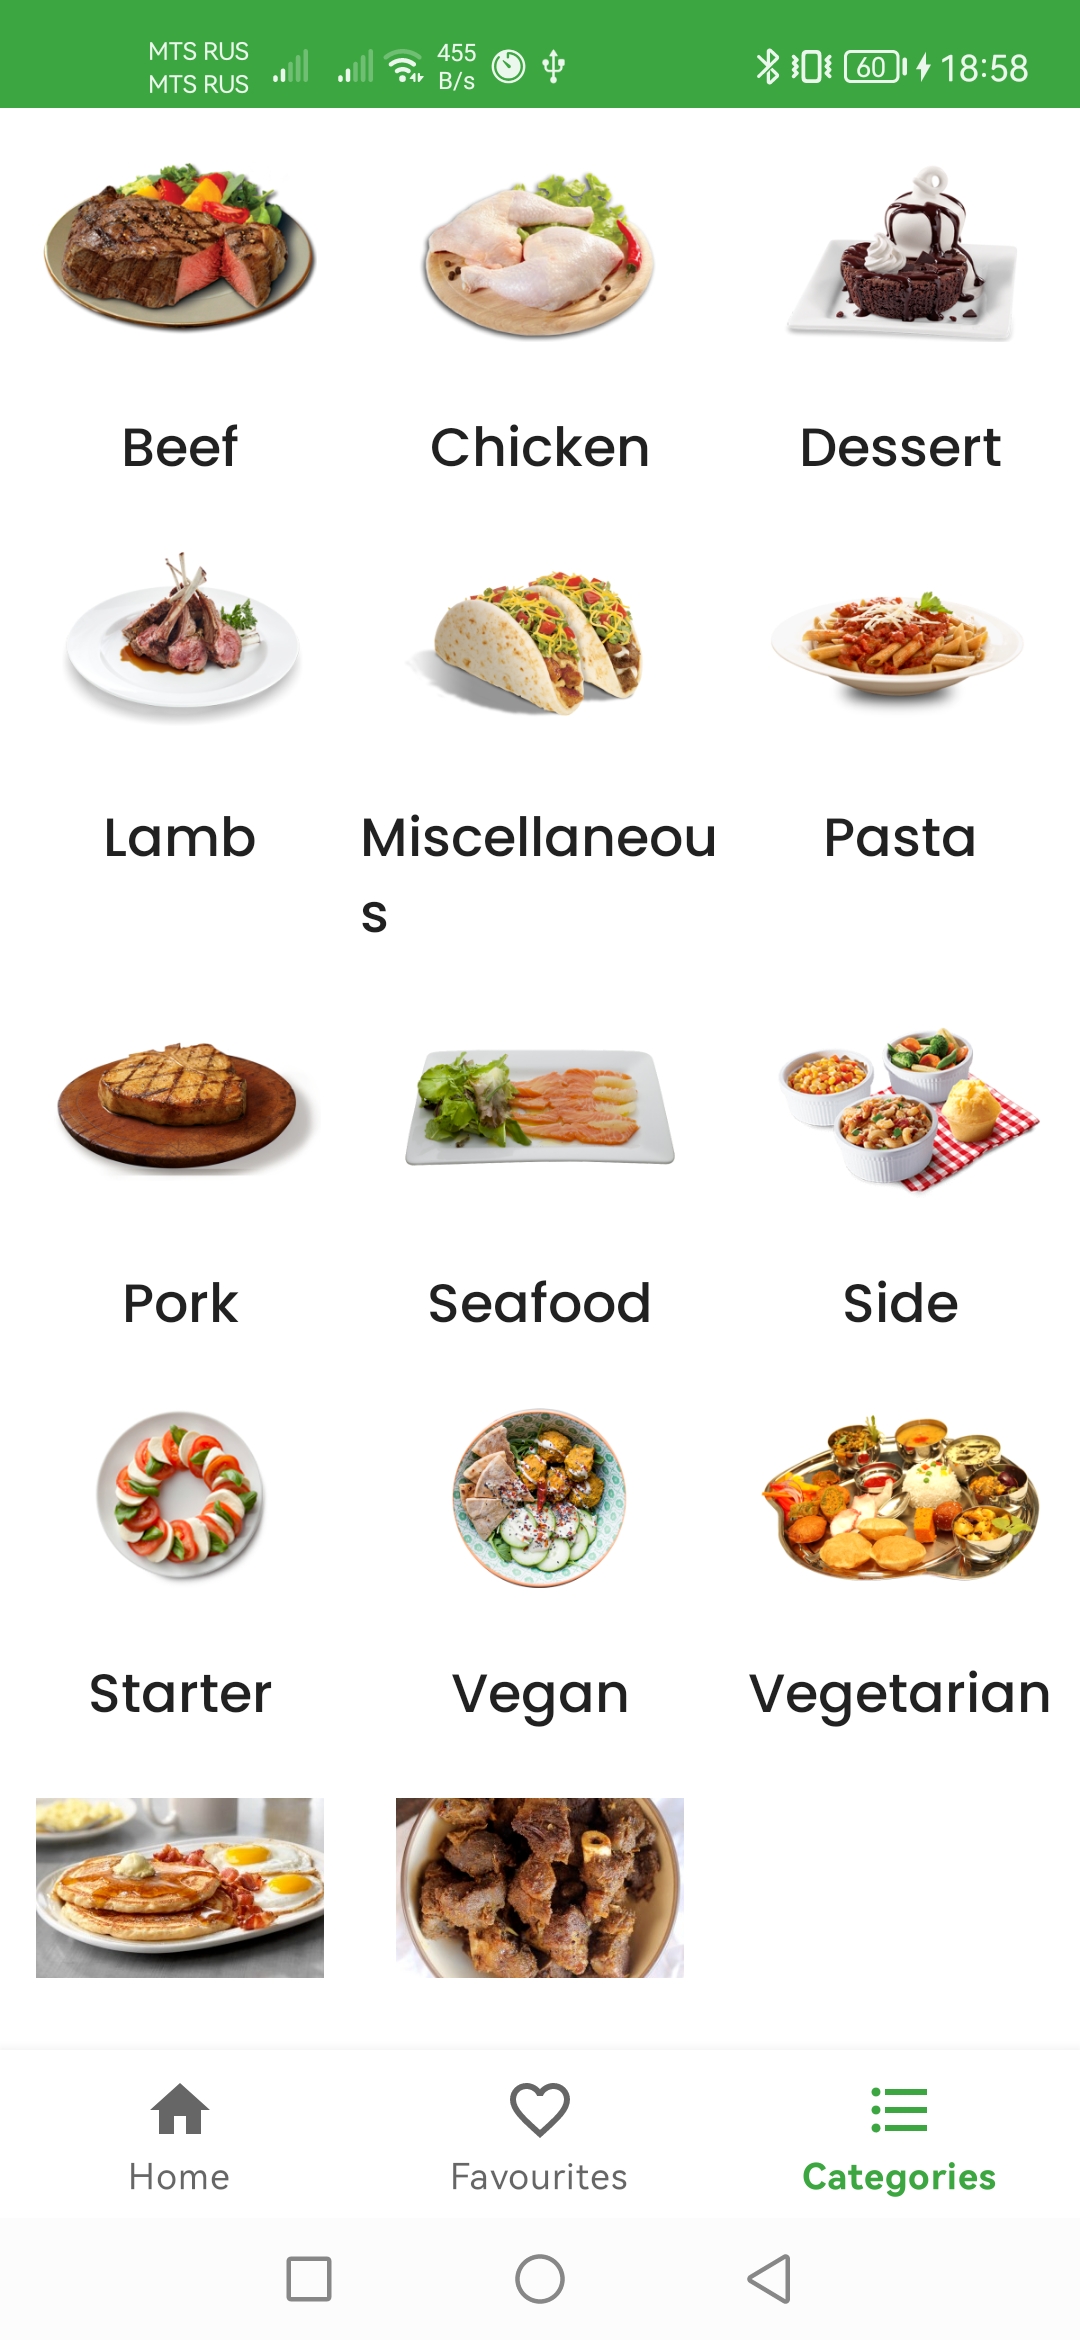 MTS RUS
MTS RUS
455
B/s
60
18:58
Beef
Chicken
Dessert
Lamb
Miscellaneou
s
Pasta
Pork
Seafood
Side
Starter
Vegan
Vegetarian
Home
Favourites
Categories